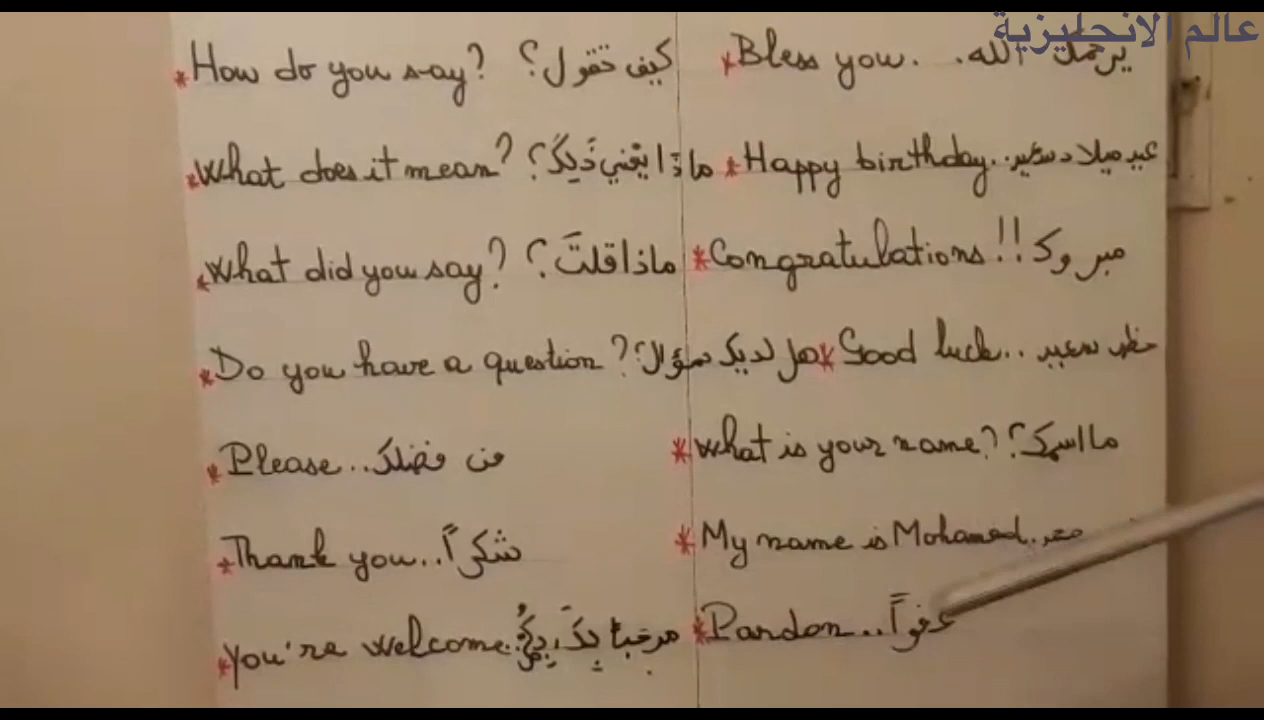 عالم الانجليزية
*How do you say? كيف تقول؟
*What does it mean? ماذا يعني ذَلِكَ؟
*What did you say? ماذا قلتَ؟
*Do you have a question? هل لديك سؤال؟
*Please.. من فضلك
*Thank you.. شكراً
*You're welcome. مرحباً بِكَ،
*Bless you.. يرحمك الله
*Happy birthday.. عيد ميلاد سعيد
*Congratulations!! مبروك
*Good luck.. حظ سعيد
*What is your name? ما اسمك؟
*My name is Mohamed..
*Pardon.. عفواً